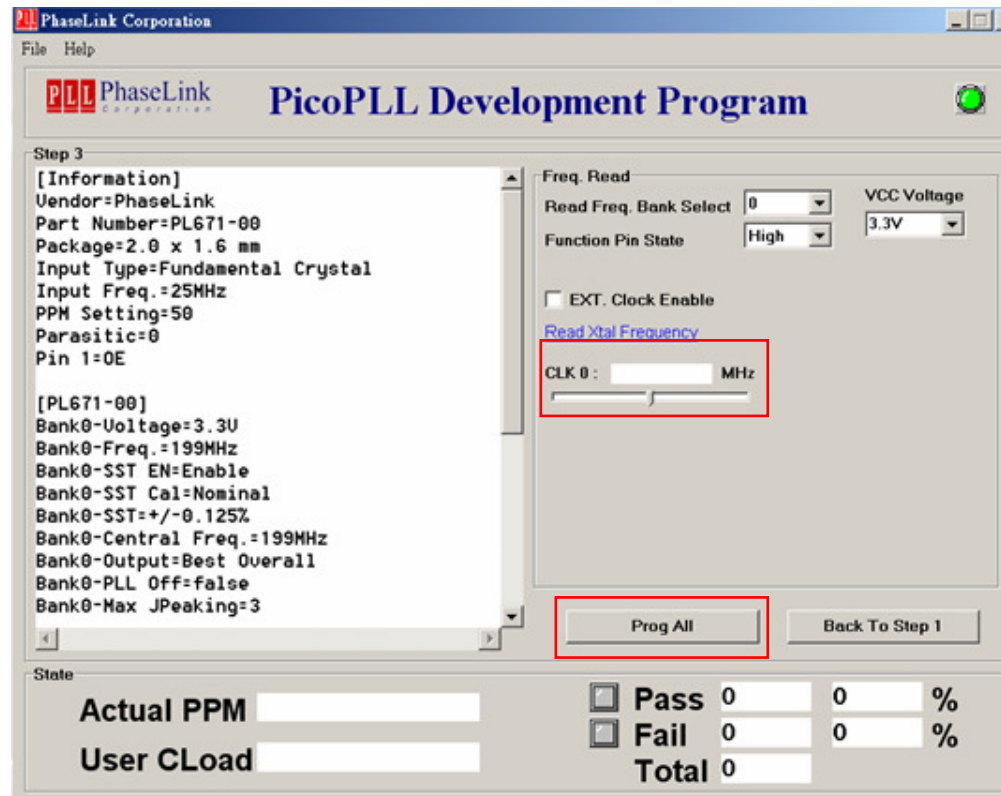 PhaseLink Corporation
File Help
PLL PhaseLink
Corporation
PicoPLL Development Program
Step 3
[Information]
Vendor=PhaseLink
Part Number=PL671-00
Package=2.0 x 1.6 mm
Input Type=Fundamental Crystal
Input Freq.=25MHz
PPM Setting=50
Parasitic=0
Pin 1=OE
[PL671-00]
Bank0-Voltage=3.3V
Bank0-Freq.=199MHz
Bank0-SST EN=Enable
Bank0-SST Cal=Nominal
Bank0-SST=+/-0.125%
Bank0-Central Freq.=199MHz
Bank0-Output=Best Overall
Bank0-PLL Off=false
Bank0-Max JPeaking=3
Freq. Read
Read Freq. Bank Select 0
Function Pin State High
VCC Voltage
3.3V
EXT. Clock Enable
Read Xtal Frequency
CLK 0 : MHz
Prog All
Back To Step 1
State
Actual PPM
User CLoad
Pass 0 0 %
Fail 0 0 %
Total 0